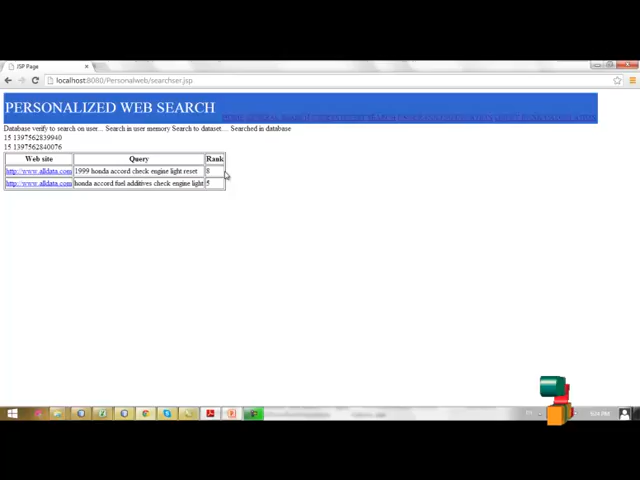 JSP Page
localhost:8080/Personalweb/searchser.jsp
PERSONALIZED WEB SEARCH
Database verify to search on user... Search in user memory Search to dataset.... Searched in database
15 1397562839940
15 1397562840076
Web site Query Rank
http://www.alldata.com 1999 honda accord check engine light reset 8
http://www.alldata.com honda accord fuel additives check engine light 5